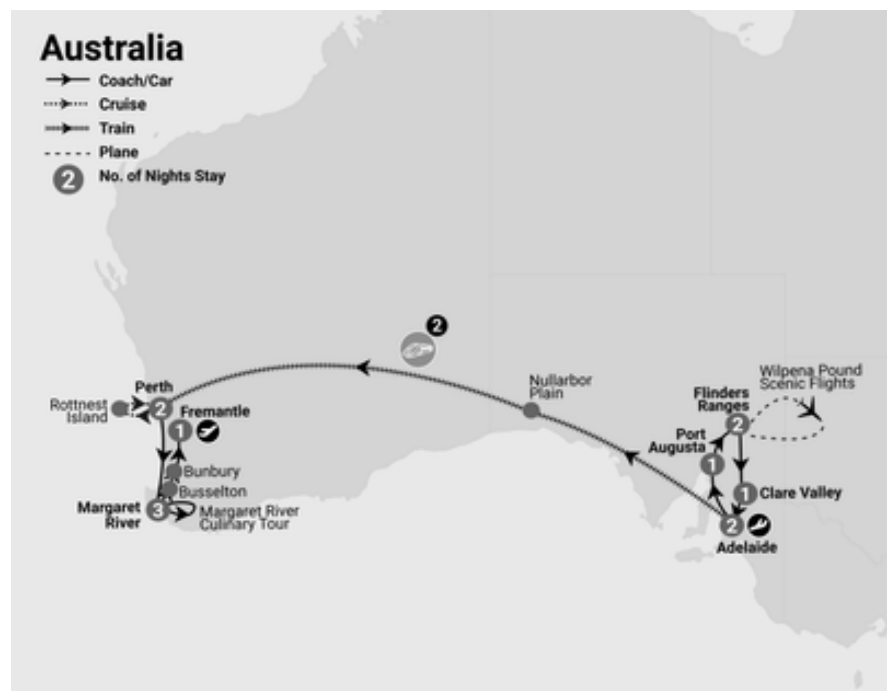 Australia
Coach/Car
Cruise
Train
Plane
2
No. of Nights Stay
2
Nullarbor
Plain
Wilpena Pound
Scenic Flights
Flinders
Ranges
2
Port
Augusta
1
1
Clare Valley
2
Adelaide
Perth
Rottnest
Island
2
Fremantle
1
Bunbury
Busselton
Margaret
River
3
Margaret River
Culinary Tour